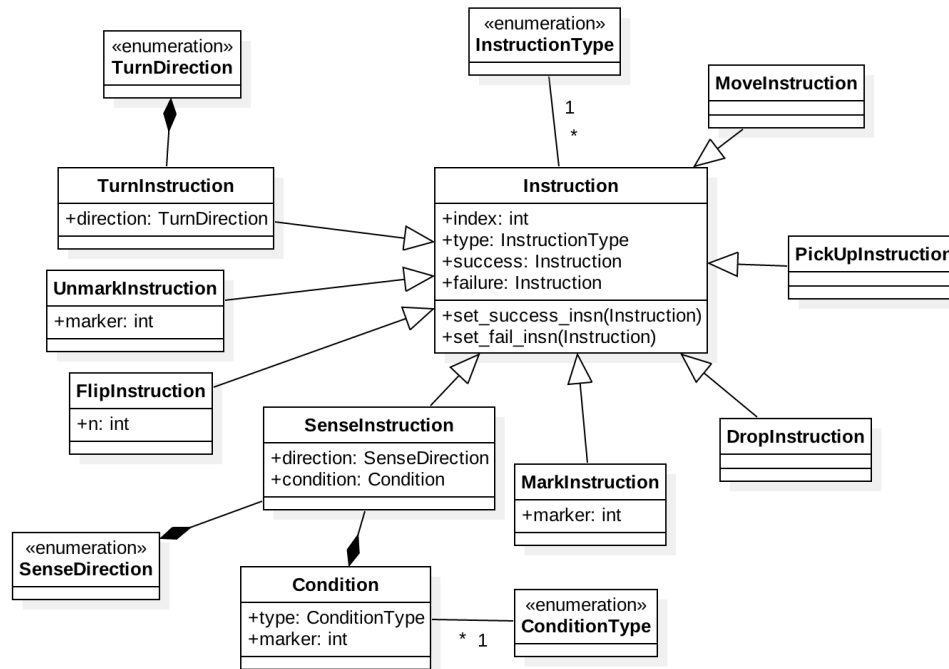 «enumeration»
TurnDirection
«enumeration»
InstructionType
MoveInstruction
1
*
TurnInstruction
+direction: TurnDirection
Instruction
+index: int
+type: InstructionType
+success: Instruction
+failure: Instruction
+set_success_insn(Instruction)
+set_fail_insn(Instruction)
PickUpInstruction
UnmarkInstruction
+marker: int
FlipInstruction
+n: int
SenseInstruction
+direction: SenseDirection
+condition: Condition
DropInstruction
MarkInstruction
+marker: int
«enumeration»
SenseDirection
Condition
+type: ConditionType
+marker: int
* 1
«enumeration»
ConditionType